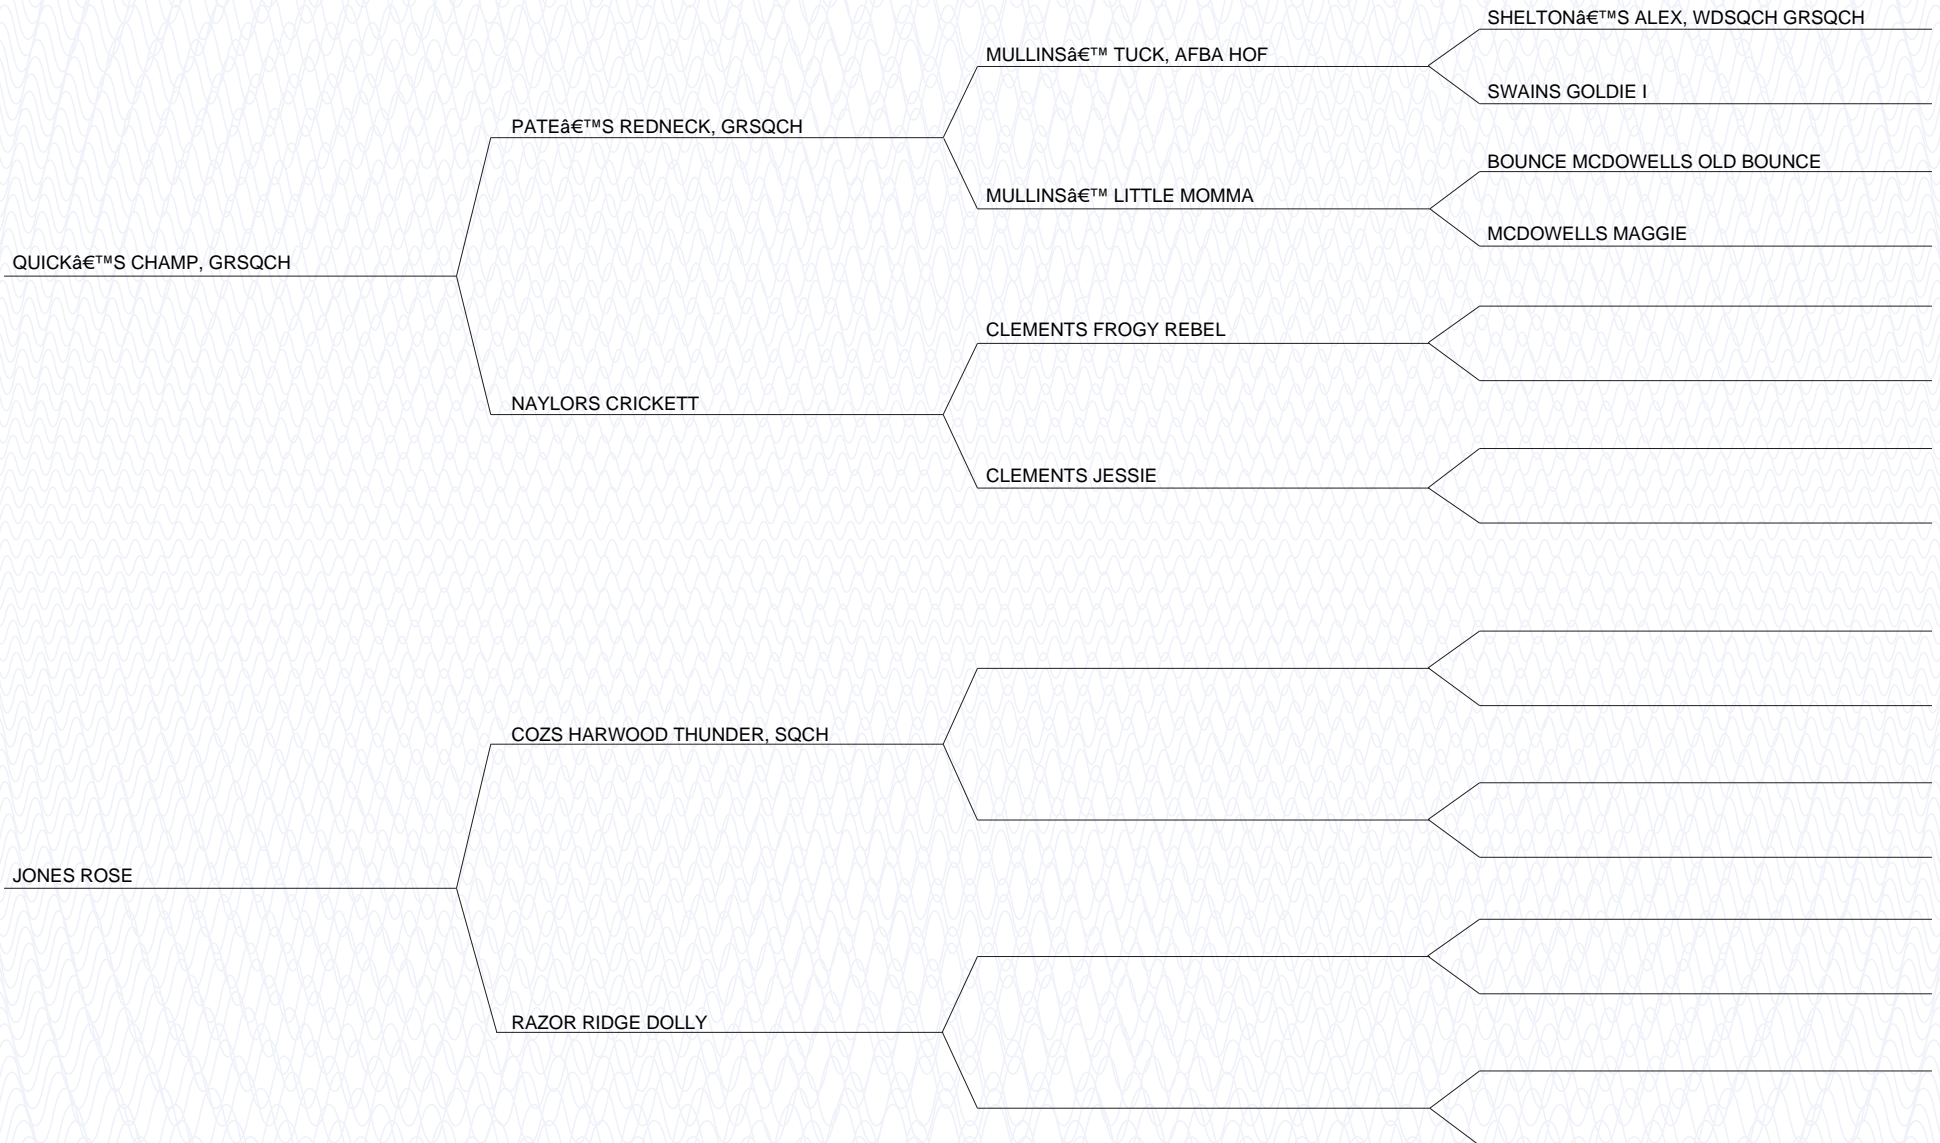 SHELTONâ€™S ALEX, WDSQCH GRSQCH
MULLINSâ€™ TUCK, AFBA HOF
SWAINS GOLDIE I
PATEâ€™S REDNECK, GRSQCH
BOUNCE MCDOWELLS OLD BOUNCE
MULLINSâ€™ LITTLE MOMMA
MCDOWELLS MAGGIE
QUICKâ€™S CHAMP, GRSQCH
CLEMENTS FROGY REBEL
NAYLORS CRICKETT
CLEMENTS JESSIE
COZS HARWOOD THUNDER, SQCH
JONES ROSE
RAZOR RIDGE DOLLY